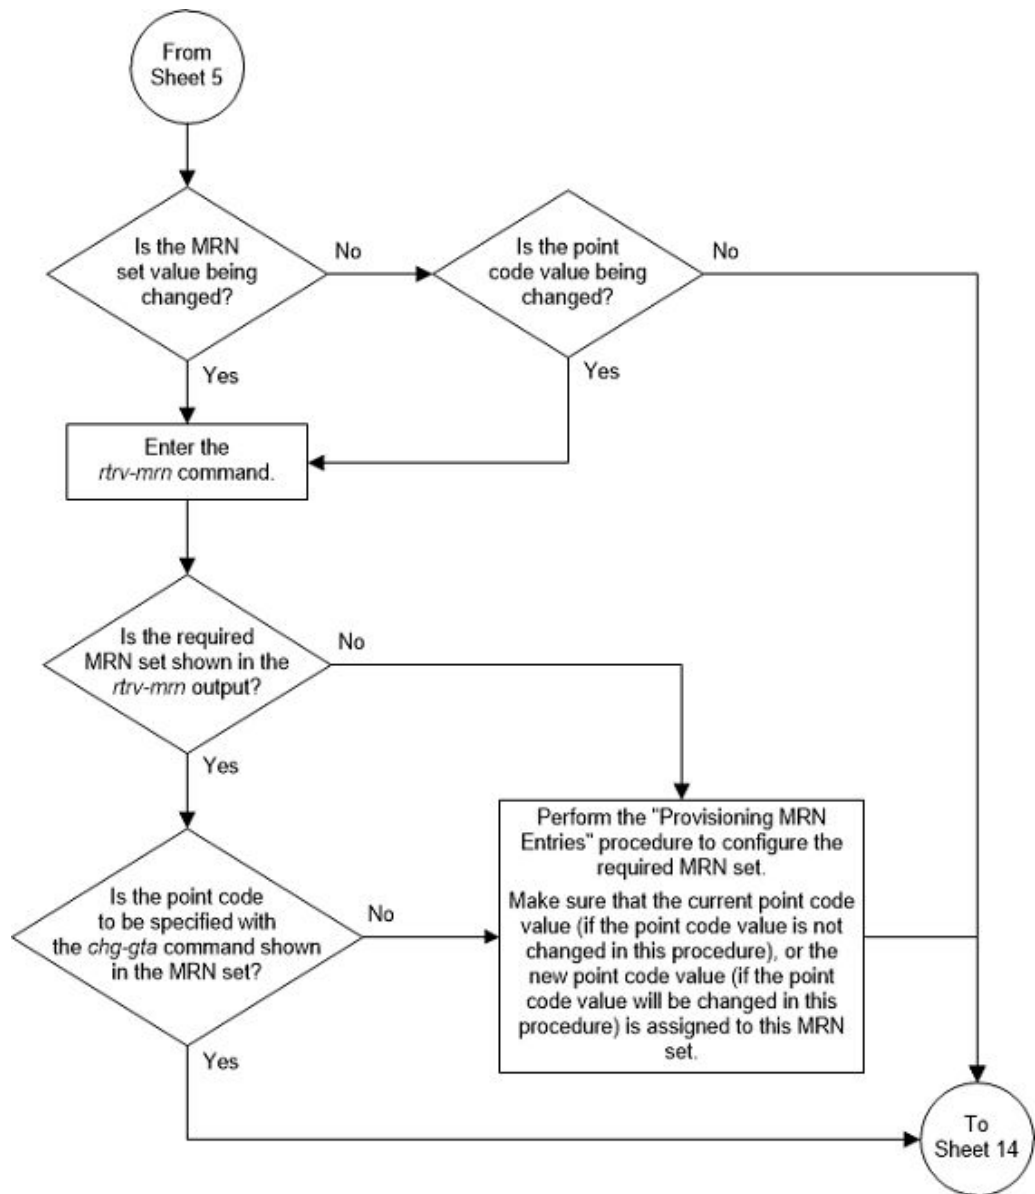 From
Sheet 5
Is the MRN
set value being
changed?
No
Is the point
code value being
changed?
No
Yes
Yes
Enter the
rtrv-mrn command.
Is the required
MRN set shown in the
rtrv-mrn output?
No
Yes
Is the point code
to be specified with
the chg-gta command shown
in the MRN set?
No
Perform the "Provisioning MRN
Entries" procedure to configure the
required MRN set.
Make sure that the current point code
value (if the point code value is not
changed in this procedure), or the
new point code value (if the point
code value will be changed in this
procedure) is assigned to this MRN
set.
Yes
To
Sheet 14